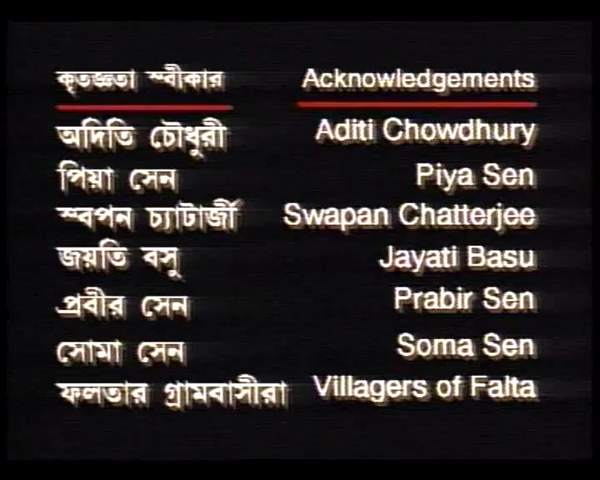 কৃতজ্ঞতা স্বীকার Acknowledgements
অদিতি চৌধুরী Aditi Chowdhury
পিয়া সেন Piya Sen
স্বপন চ্যাটার্জী Swapan Chatterjee
জয়তি বসু Jayati Basu
প্রবীর সেন Prabir Sen
সোমা সেন Soma Sen
ফলতার গ্রামবাসীরা Villagers of Falta